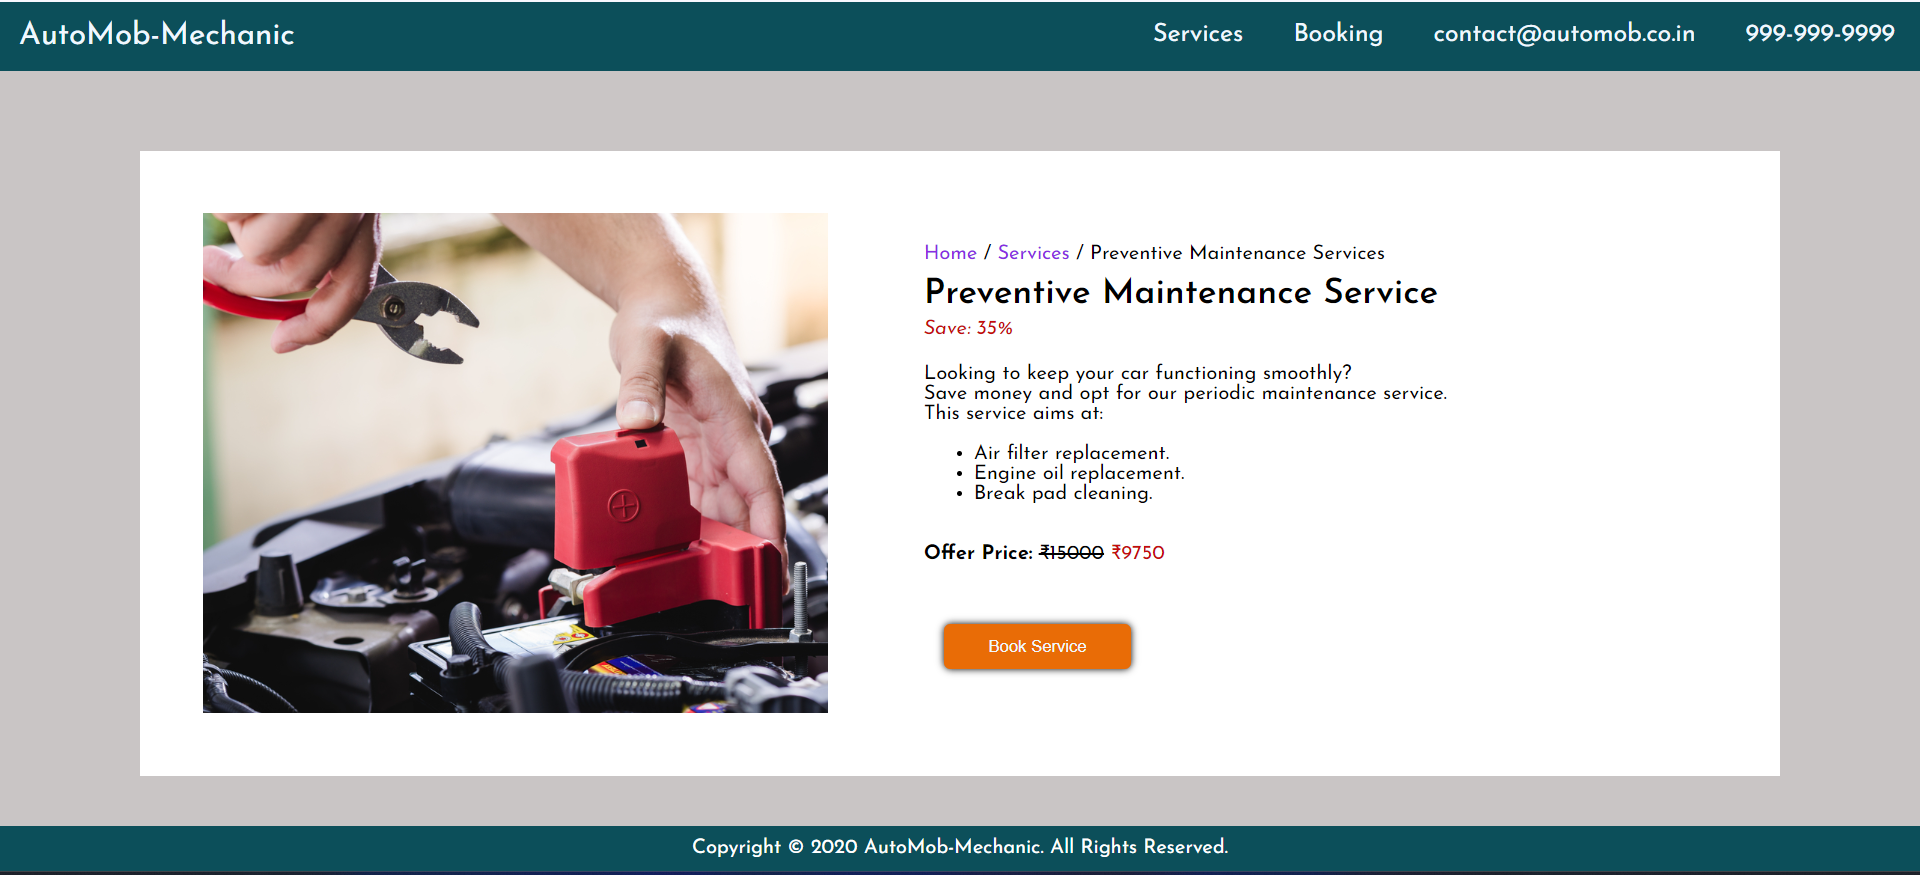 AutoMob-Mechanic
Services
Booking
contact@automob.co.in
999-999-9999
Home / Services / Preventive Maintenance Services
Preventive Maintenance Service
Save: 35%
Looking to keep your car functioning smoothly?
Save money and opt for our periodic maintenance service.
This service aims at:
• Air filter replacement.
• Engine oil replacement.
• Break pad cleaning.
Offer Price: ₹15000 ₹9750
Book Service
Copyright © 2020 AutoMob-Mechanic. All Rights Reserved.